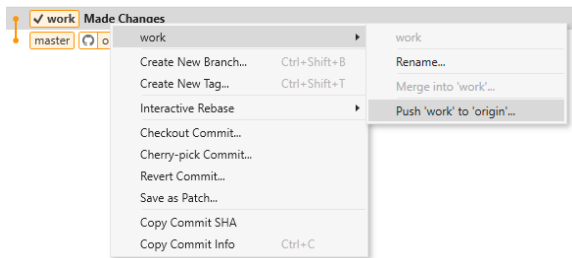 work Made Changes
master o
work
Create New Branch... Ctrl+Shift+B
Create New Tag... Ctrl+Shift+T
Interactive Rebase
Checkout Commit...
Cherry-pick Commit...
Revert Commit...
Save as Patch...
Copy Commit SHA
Copy Commit Info Ctrl+C
work
Rename...
Merge into 'work'...
Push 'work' to 'origin'...